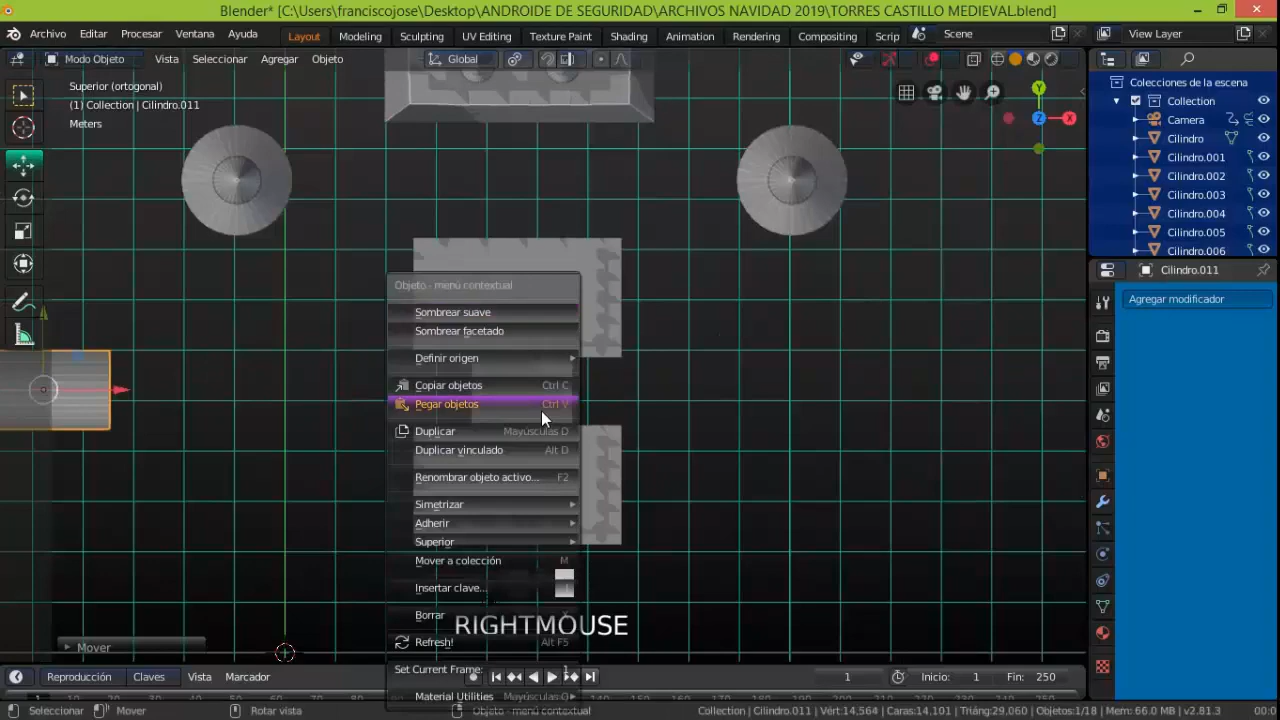 Blender* [C:\Users\franciscojose\Desktop\ANDROIDE DE SEGURIDAD\ARCHIVOS NAVIDAD 2019\TORRES CASTILLO MEDIEVAL.blend]
Archivo Editar Procesar Ventana Ayuda Layout Modeling Sculpting UV Editing Texture Paint Shading Animation Rendering Compositing Scrip Scene View Layer
Modo Objeto Vista Seleccionar Agregar Objeto Global
Superior (ortogonal)
(1) Collection | Cilindro.011
Meters
Y
Z
X
Colecciones de la escena
Collection
Camera
Cilindro
Cilindro.001
Cilindro.002
Cilindro.003
Cilindro.004
Cilindro.005
Cilindro.006
Cilindro.011
Agregar modificador
Objeto - menú contextual
Sombrear suave
Sombrear facetado
Definir origen
Copiar objetos Ctrl C
Pegar objetos Ctrl V
Duplicar Mayúsculas D
Duplicar vinculado Alt D
Renombrar objeto activo... F2
Simetrizar
Adherir
Superior
Mover a colección M
Insertar clave... I
Borrar X
Refresh! Alt F5
Set Current Frame: 1
Material Utilities Mayúsculas Q
RIGHTMOUSE
Mover
Reproducción Claves Vista Marcador 1 Inicio: 1 Fin: 250
Seleccionar Mover Rotar vista Objeto - menú contextual Collection | Cilindro.011 | Vért:14,564 | Caras:14,101 | Triáng:29,060 | Objetos:1/18 | Mem: 66.0 MB | v2.81.3 00:0